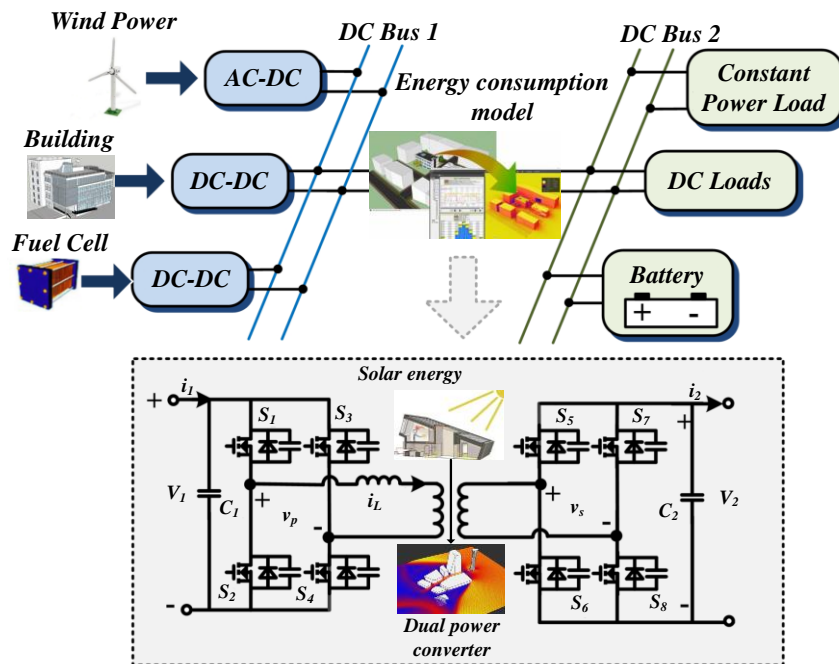 Wind Power
DC Bus 1
DC Bus 2
AC-DC
Energy consumption
model
Constant
Power Load
Building
DC-DC
DC Loads
Fuel Cell
DC-DC
Battery
+ -
Solar energy
+ i1
S1 S3
S5 S7
i2
+
V1 C1
+
vp
-
iL
+
vs
-
C2 V2
S2 S4
S6 S8
-
-
Dual power
converter